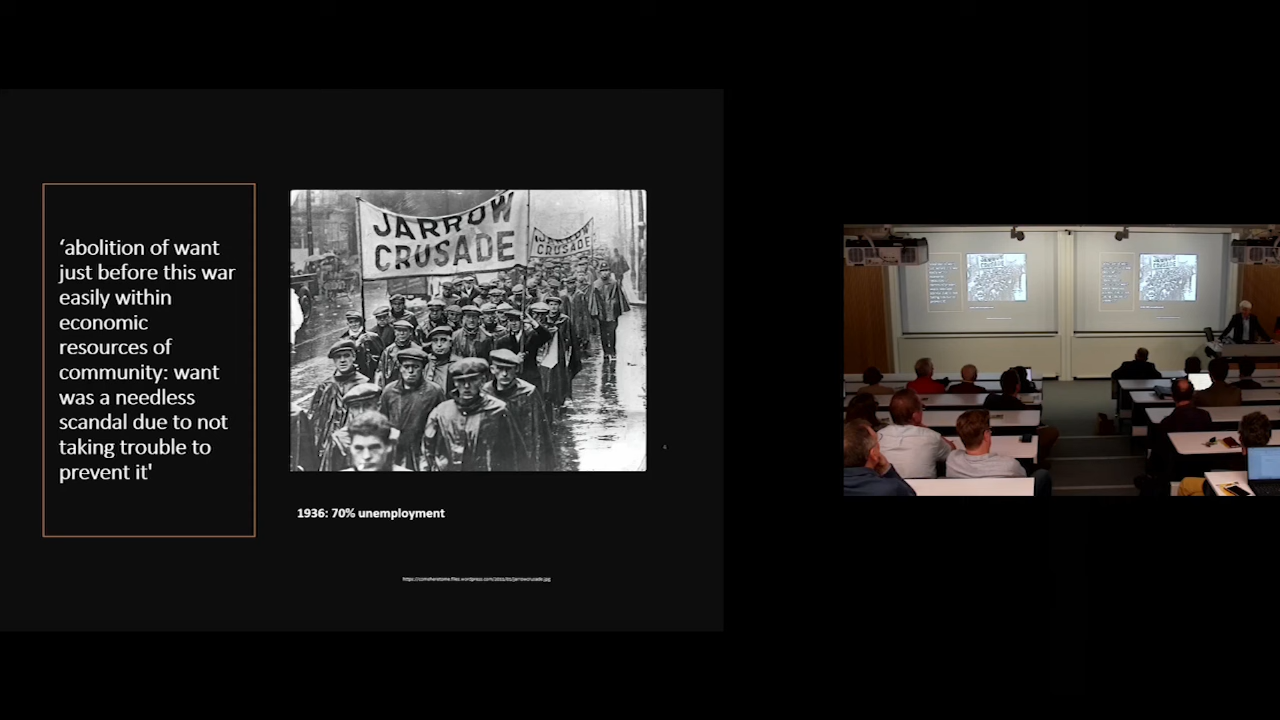 ‘abolition of want
just before this war
easily within
economic
resources of
community: want
was a needless
scandal due to not
taking trouble to
prevent it'
JARROW
CRUSADE
JARROW
CRUSADE
4
1936: 70% unemployment